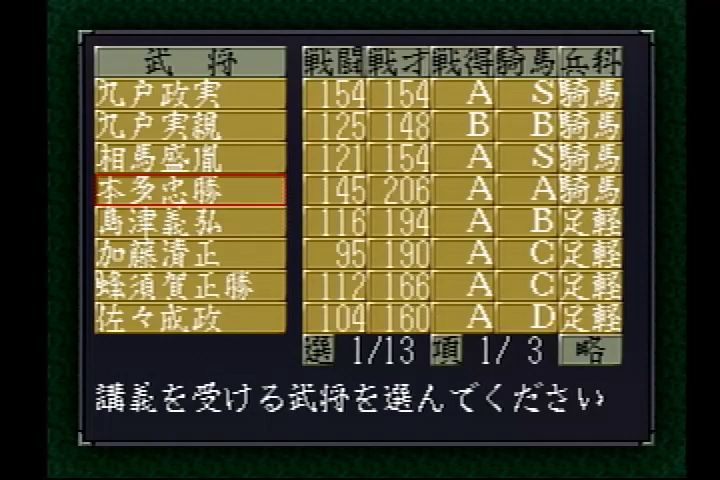 武将 戦闘 戦才 戦得 騎馬 兵科
九戸政実 154 154 A S 騎馬
九戸実親 125 148 B B 騎馬
相馬盛胤 121 154 A S 騎馬
本多忠勝 145 206 A A 騎馬
島津義弘 116 194 A B 足軽
加藤清正 95 190 A C 足軽
蜂須賀正勝 112 166 A C 足軽
佐々成政 104 160 A D 足軽
選 1/13 項 1/ 3 略
講義を受ける武将を選んでください